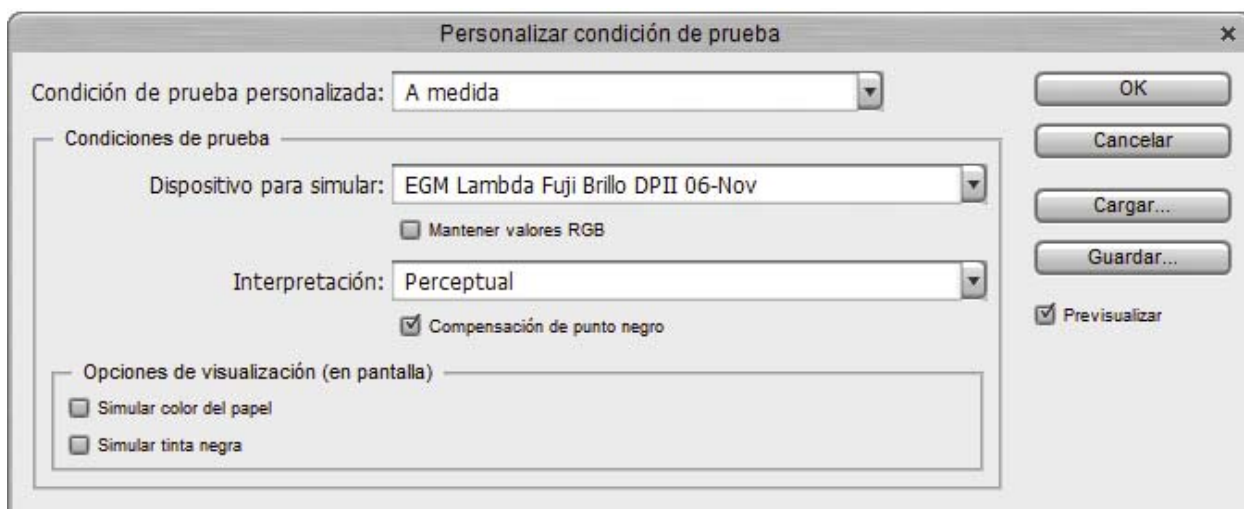 Personalizar condición de prueba
Condición de prueba personalizada: A medida
OK
Condiciones de prueba
Cancelar
Dispositivo para simular: EGM Lambda Fuji Brillo DPII 06-Nov
Cargar...
Mantener valores RGB
Guardar...
Interpretación: Perceptual
Compensación de punto negro
Previsualizar
Opciones de visualización (en pantalla)
Simular color del papel
Simular tinta negra